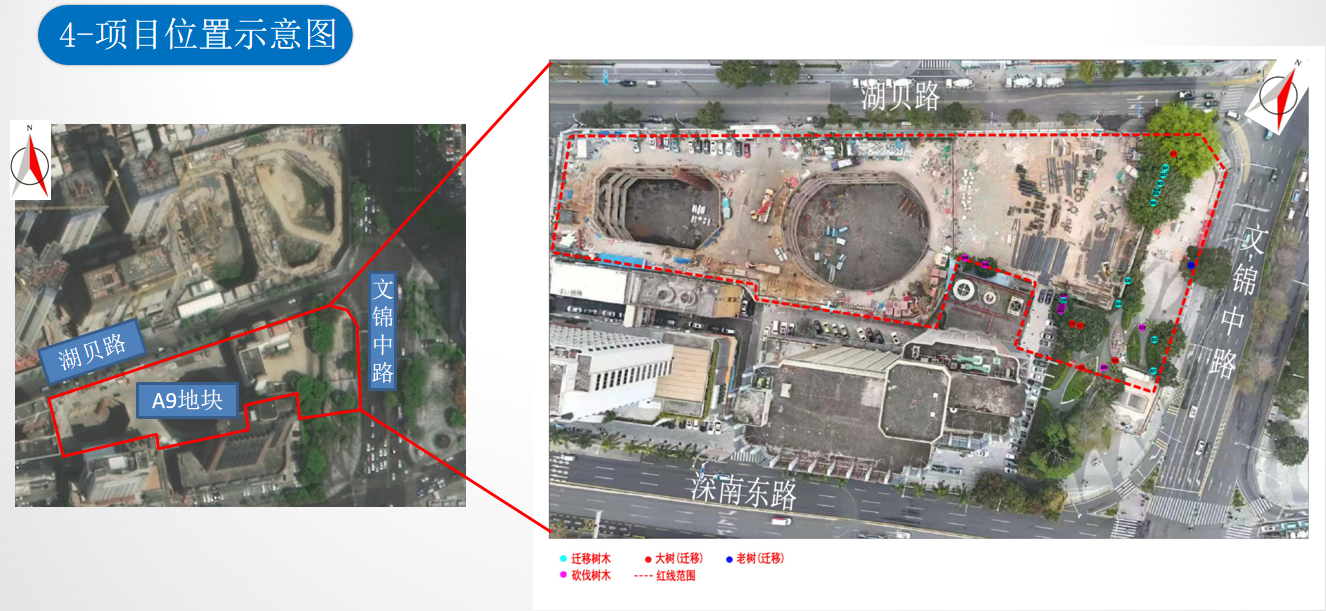 4-项目位置示意图
N
湖贝路
A9地块
文锦中路
N
湖贝路
文锦中路
深南东路
迁移树木
大树(迁移)
老树(迁移)
砍伐树木
红线范围